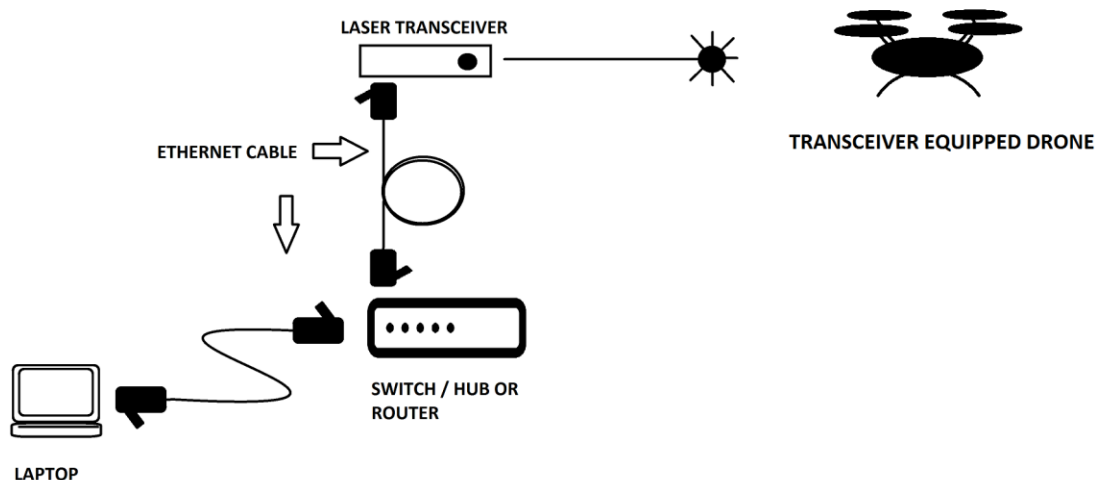 LASER TRANSCEIVER
TRANSCEIVER EQUIPPED DRONE
ETHERNET CABLE
SWITCH / HUB OR
ROUTER
LAPTOP